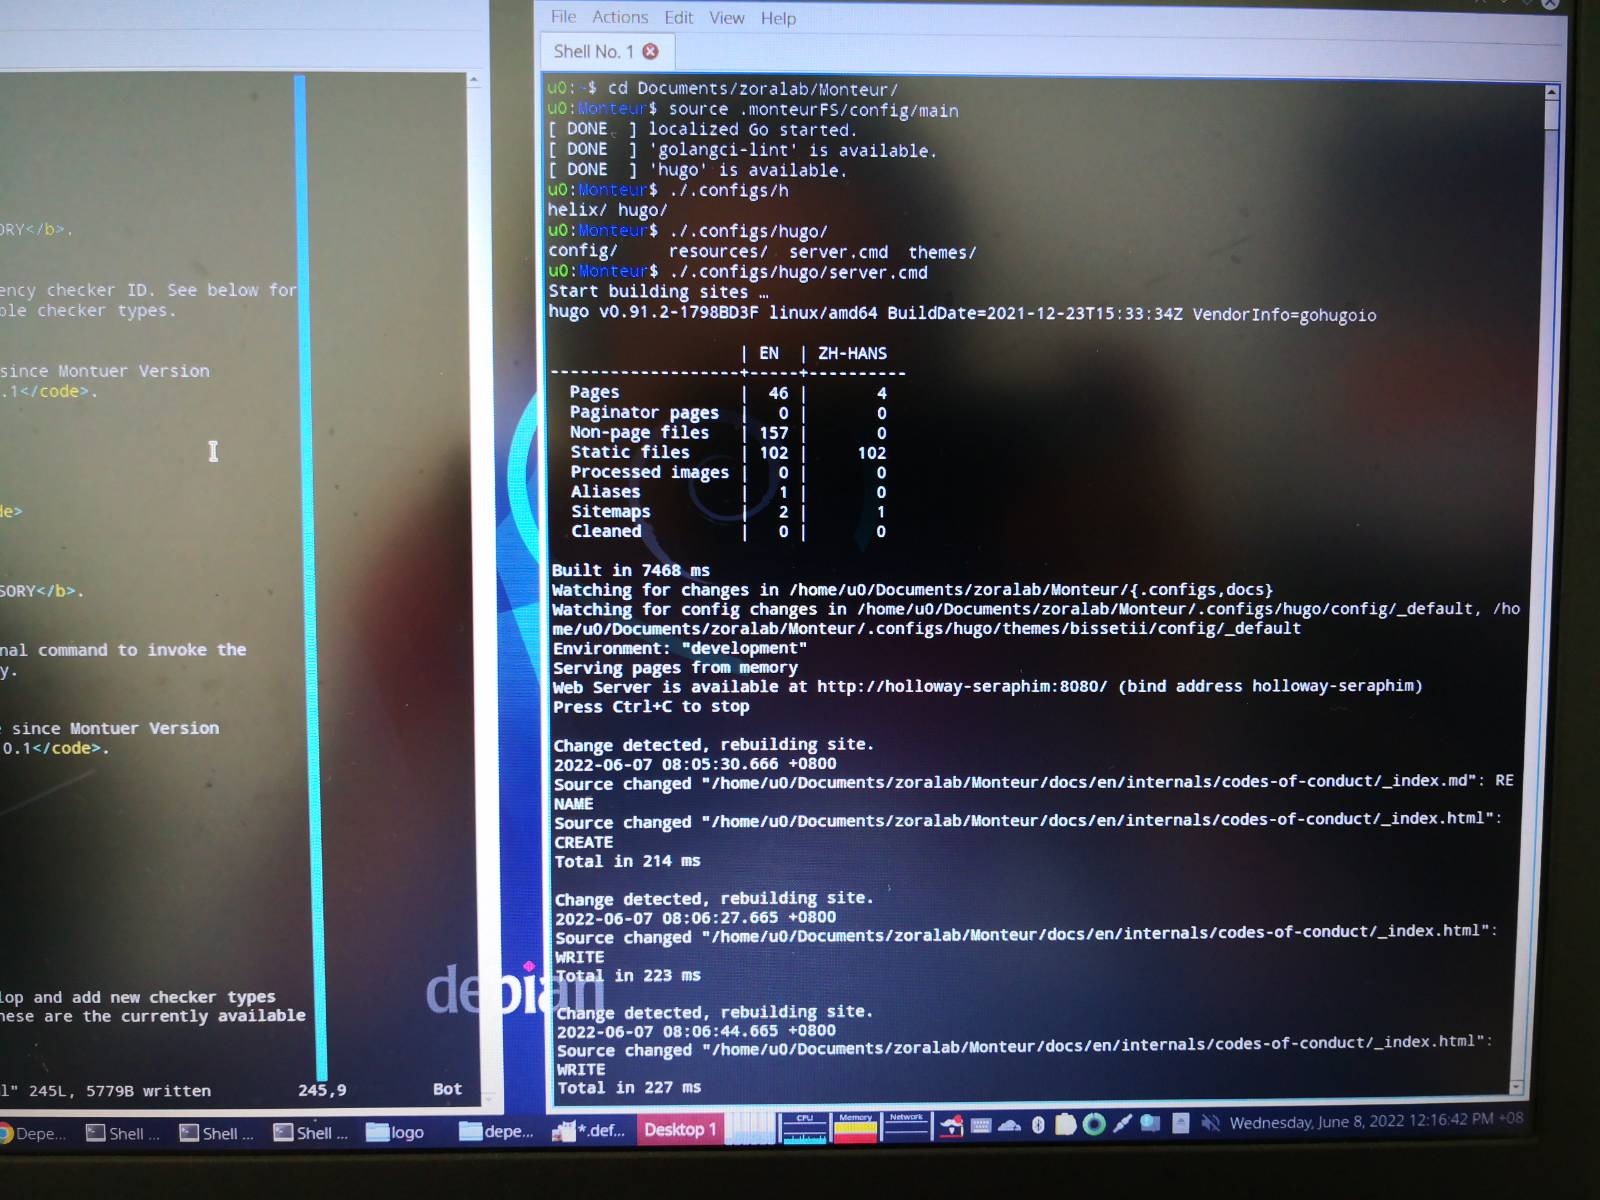 ORY</b>.
ency checker ID. See below for
ble checker types.
since Montuer Version
.1</code>.
de>
SORY</b>.
nal command to invoke the
y.
since Montuer Version
0.1</code>.
lop and add new checker types
hese are the currently available
l" 245L, 5779B written 245,9 Bot
File Actions Edit View Help
Shell No. 1
u0:~$ cd Documents/zoralab/Monteur/
u0:Monteur$ source .monteurFS/config/main
[ DONE ] localized Go started.
[ DONE ] 'golangci-lint' is available.
[ DONE ] 'hugo' is available.
u0:Monteur$ ./.configs/h
helix/ hugo/
u0:Monteur$ ./.configs/hugo/
config/ resources/ server.cmd themes/
u0:Monteur$ ./.configs/hugo/server.cmd
Start building sites …
hugo v0.91.2-1798BD3F linux/amd64 BuildDate=2021-12-23T15:33:34Z VendorInfo=gohugoio
| EN | ZH-HANS
-------------------+-----+----------
Pages | 46 | 4
Paginator pages | 0 | 0
Non-page files | 157 | 0
Static files | 102 | 102
Processed images | 0 | 0
Aliases | 1 | 0
Sitemaps | 2 | 1
Cleaned | 0 | 0
Built in 7468 ms
Watching for changes in /home/u0/Documents/zoralab/Monteur/{.configs,docs}
Watching for config changes in /home/u0/Documents/zoralab/Monteur/.configs/hugo/config/_default, /ho
me/u0/Documents/zoralab/Monteur/.configs/hugo/themes/bissetii/config/_default
Environment: "development"
Serving pages from memory
Web Server is available at http://holloway-seraphim:8080/ (bind address holloway-seraphim)
Press Ctrl+C to stop
Change detected, rebuilding site.
2022-06-07 08:05:30.666 +0800
Source changed "/home/u0/Documents/zoralab/Monteur/docs/en/internals/codes-of-conduct/_index.md": RE
NAME
Source changed "/home/u0/Documents/zoralab/Monteur/docs/en/internals/codes-of-conduct/_index.html":
CREATE
Total in 214 ms
Change detected, rebuilding site.
2022-06-07 08:06:27.665 +0800
Source changed "/home/u0/Documents/zoralab/Monteur/docs/en/internals/codes-of-conduct/_index.html":
WRITE
Total in 223 ms
Change detected, rebuilding site.
2022-06-07 08:06:44.665 +0800
Source changed "/home/u0/Documents/zoralab/Monteur/docs/en/internals/codes-of-conduct/_index.html":
WRITE
Total in 227 ms
debian
Depe... Shell ... Shell ... Shell ... logo depe... *.def... Desktop 1 CPU Memory Network Wednesday, June 8, 2022 12:16:42 PM +08